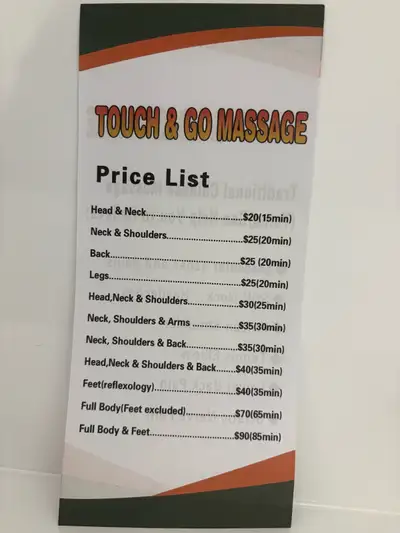 TOUCH & GO MASSAGE
Price List
Head & Neck..............................$20(15min)
Neck & Shoulders........................$25(20min)
Back............................................$25 (20min)
Legs............................................$25(20min)
Head,Neck & Shoulders................$30(25min)
Neck, Shoulders & Arms ..............$35(30min)
Neck, Shoulders & Back................$35(30min)
Head,Neck & Shoulders & Back......$40(35min)
Feet(reflexology)..........................$40(35min)
Full Body(Feet excluded)................$70(65min)
Full Body & Feet............................$90(85min)